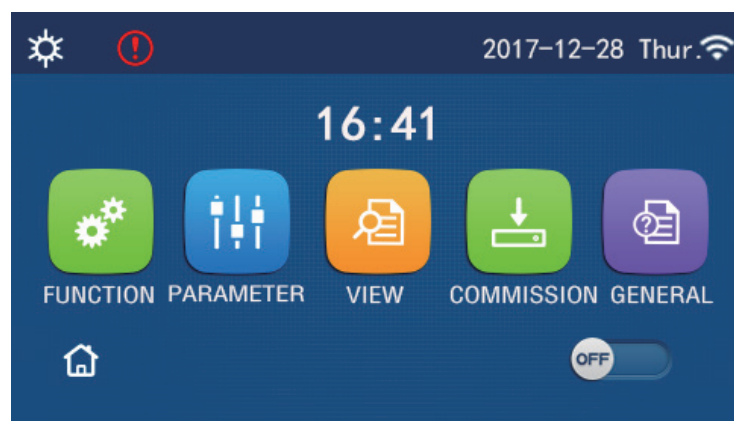 2017-12-28 Thur.
16:41
FUNCTION PARAMETER VIEW COMMISSION GENERAL
OFF